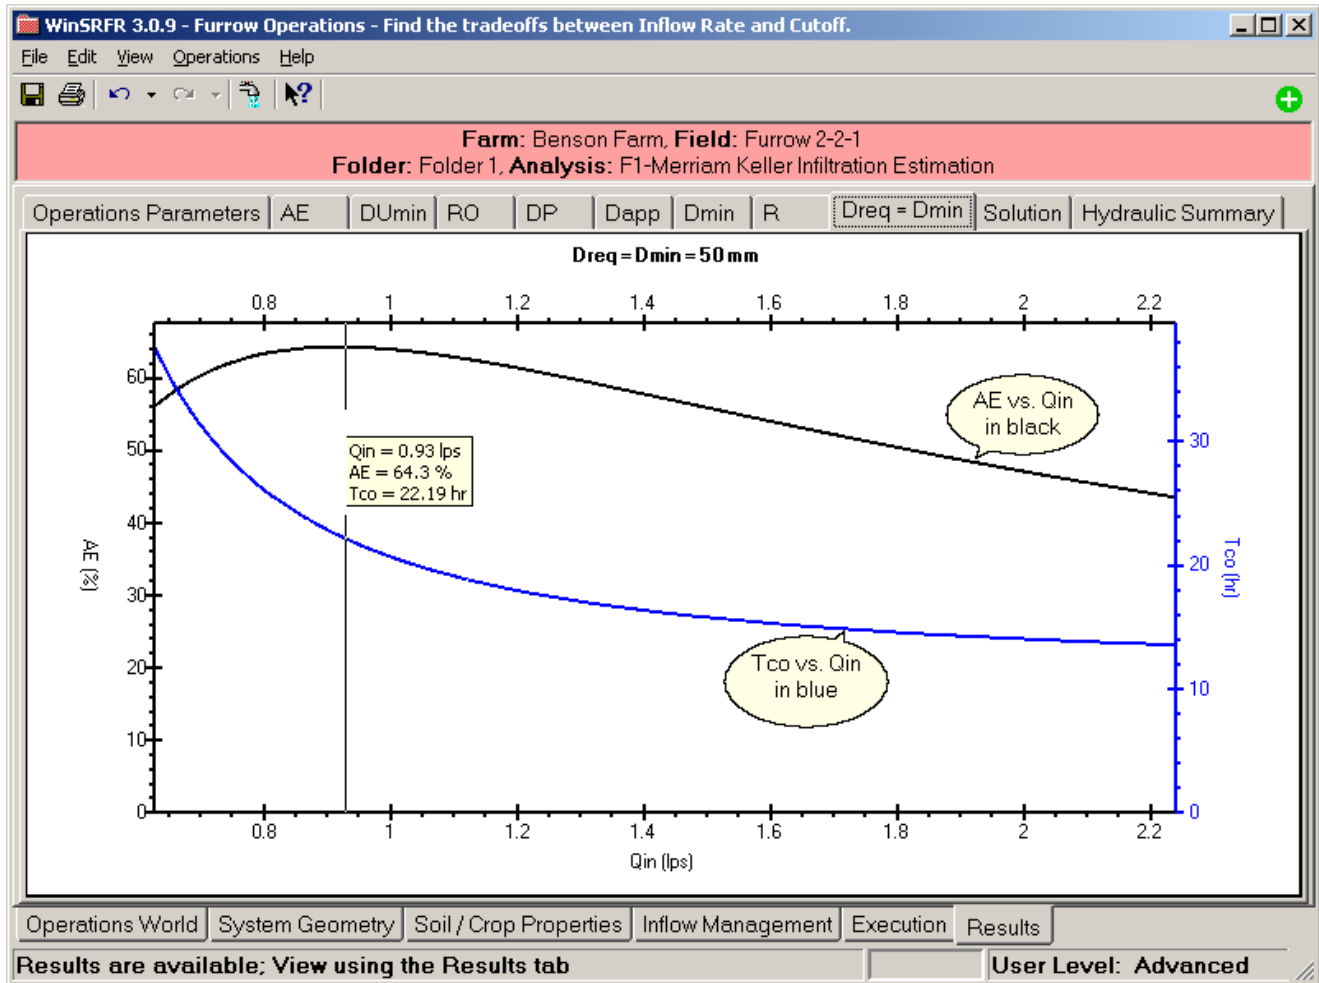 WinSRFR 3.0.9 - Furrow Operations - Find the tradeoffs between Inflow Rate and Cutoff.
File Edit View Operations Help
Farm: Benson Farm, Field: Furrow 2-2-1
Folder: Folder 1, Analysis: F1-Merriam Keller Infiltration Estimation
Operations Parameters AE DUmin RO DP Dapp Dmin R Dreq = Dmin Solution Hydraulic Summary
Dreq = Dmin = 50 mm
0.8 1 1.2 1.4 1.6 1.8 2 2.2
60
50
40
30
20
10
0
AE (%)
Qin = 0.93 lps
AE = 64.3 %
Tco = 22.19 hr
AE vs. Qin
in black
Tco vs. Qin
in blue
30
20
10
0
Tco (hr)
0.8 1 1.2 1.4 1.6 1.8 2 2.2
Qin (lps)
Operations World System Geometry Soil / Crop Properties Inflow Management Execution Results
Results are available; View using the Results tab User Level: Advanced